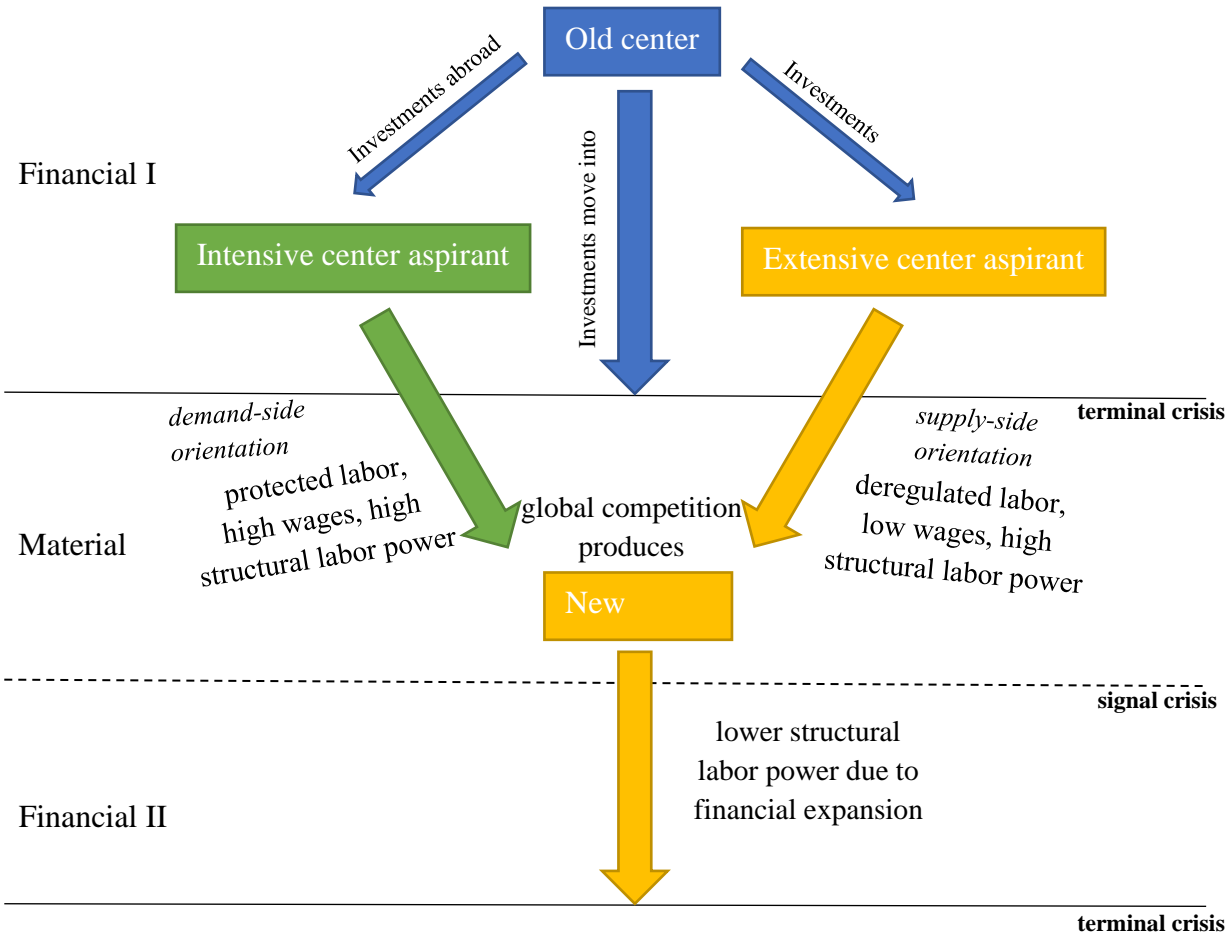 Old center
Investments abroad
Investments move into
Investments
Financial I
Intensive center aspirant
Extensive center aspirant
terminal crisis
demand-side
orientation
protected labor,
high wages, high
structural labor power
supply-side
orientation
deregulated labor,
low wages, high
structural labor power
Material
global competition
produces
New
signal crisis
lower structural
labor power due to
financial expansion
Financial II
terminal crisis